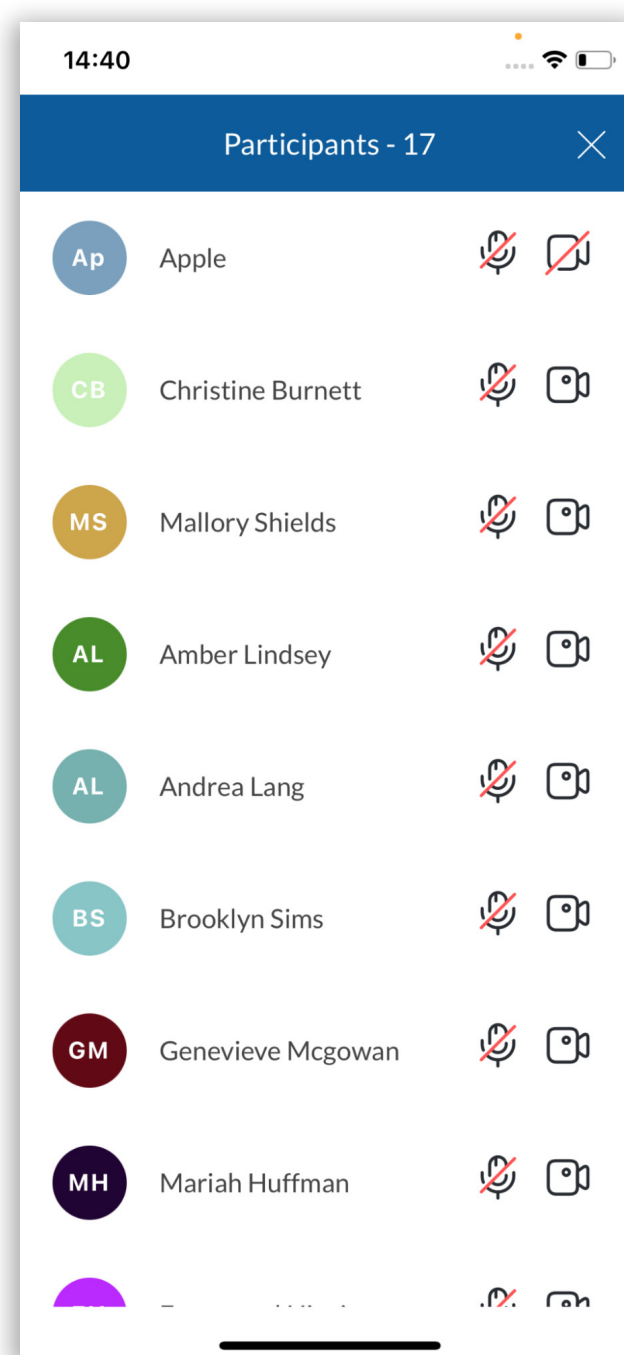 14:40
Participants - 17
Ap Apple
CB Christine Burnett
MS Mallory Shields
AL Amber Lindsey
AL Andrea Lang
BS Brooklyn Sims
GM Genevieve Mcgowan
MH Mariah Huffman